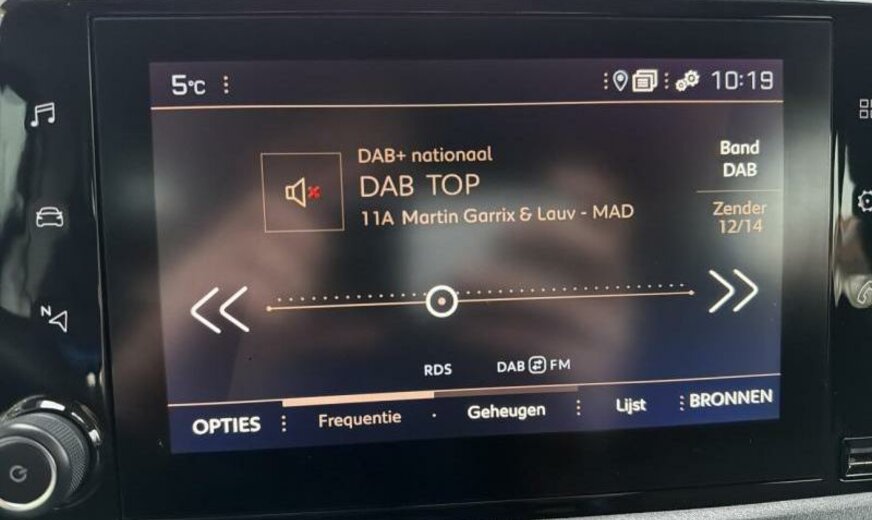 5°C
10:19
DAB+ nationaal
DAB TOP
11A Martin Garrix & Lauv - MAD
Band
DAB
Zender
12/14
N
RDS
DAB FM
OPTIES
Frequentie
Geheugen
Lijst
BRONNEN